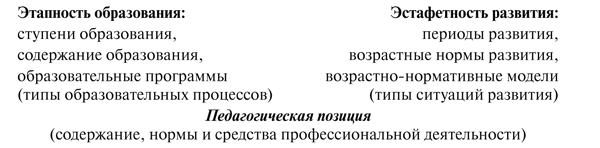 Этапность образования: Эстафетность развития:
ступени образования, периоды развития,
содержание образования, возрастные нормы развития,
образовательные программы возрастно-нормативные модели
(типы образовательных процессов) (типы ситуаций развития)
Педагогическая позиция
(содержание, нормы и средства профессиональной деятельности)